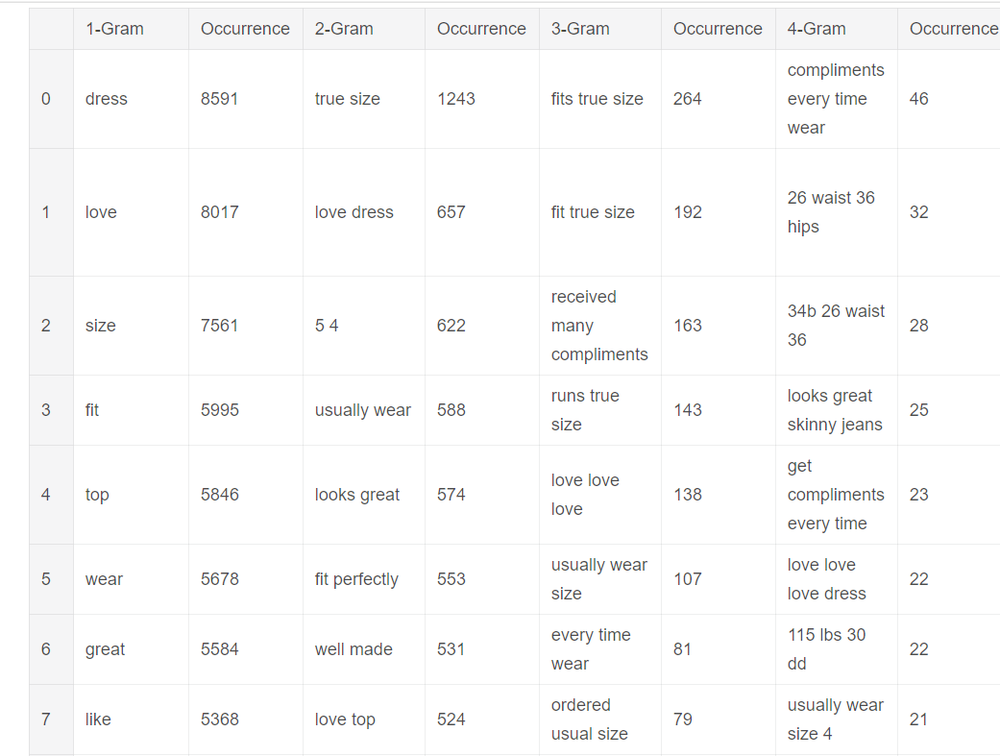 1-Gram Occurrence 2-Gram Occurrence 3-Gram Occurrence 4-Gram Occurrence
0 dress 8591 true size 1243 fits true size 264 compliments every time wear 46
1 love 8017 love dress 657 fit true size 192 26 waist 36 hips 32
2 size 7561 5 4 622 received many compliments 163 34b 26 waist 36 28
3 fit 5995 usually wear 588 runs true size 143 looks great skinny jeans 25
4 top 5846 looks great 574 love love love 138 get compliments every time 23
5 wear 5678 fit perfectly 553 usually wear size 107 love love love dress 22
6 great 5584 well made 531 every time wear 81 115 lbs 30 dd 22
7 like 5368 love top 524 ordered usual size 79 usually wear size 4 21